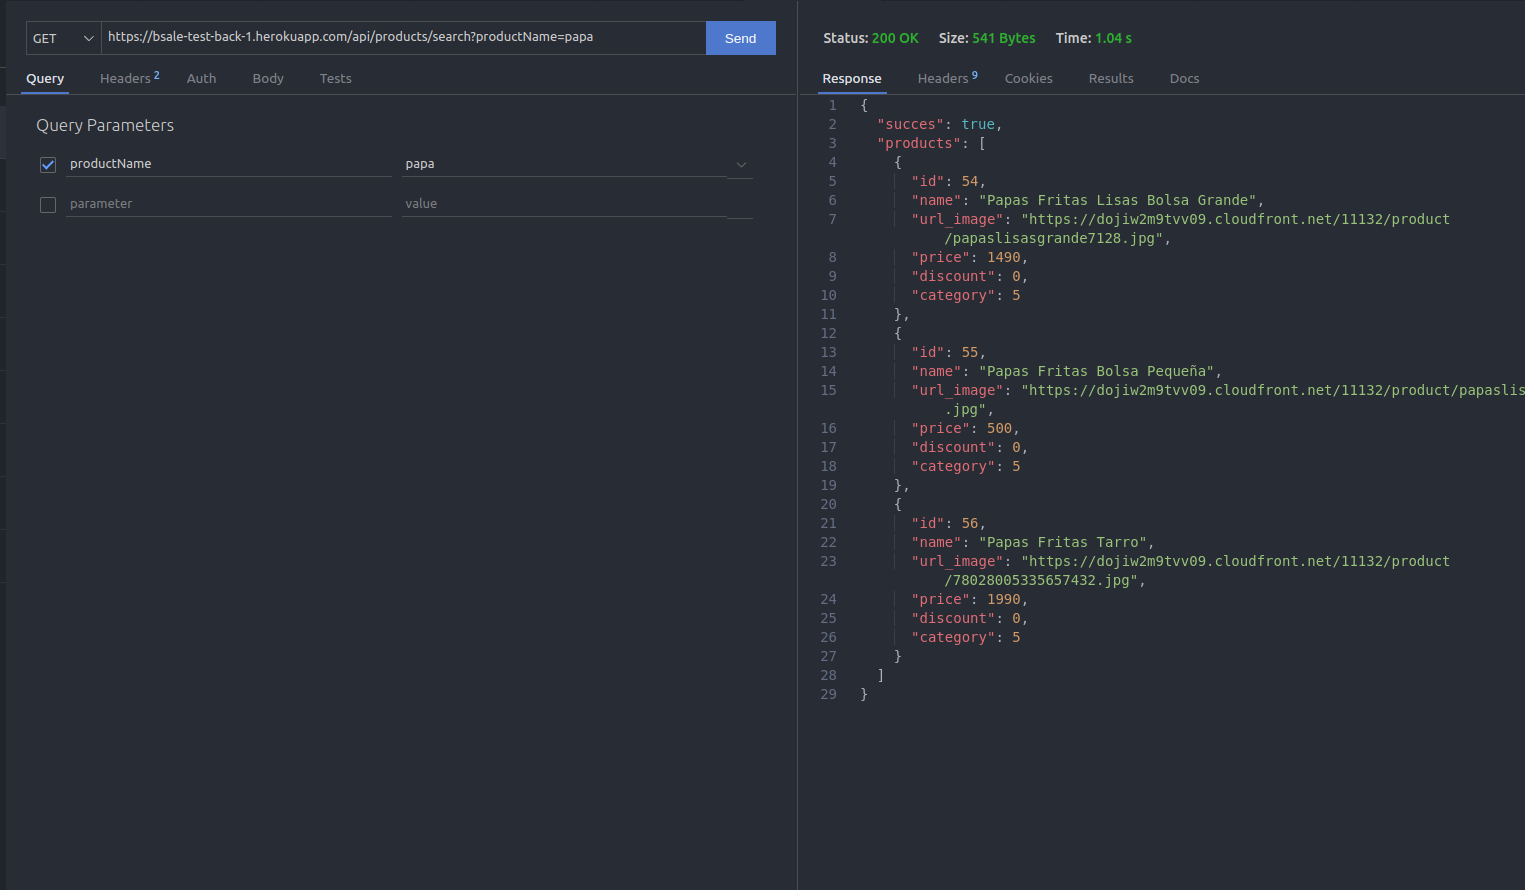 GET https://bsale-test-back-1.herokuapp.com/api/products/search?productName=papa Send
Query Headers 2 Auth Body Tests
Query Parameters
productName papa
parameter value
Status: 200 OK Size: 541 Bytes Time: 1.04 s
Response Headers 9 Cookies Results Docs
1 {
2 "succes": true,
3 "products": [
4 {
5 "id": 54,
6 "name": "Papas Fritas Lisas Bolsa Grande",
7 "url_image": "https://dojiw2m9tvv09.cloudfront.net/11132/product
/papaslisasgrande7128.jpg",
8 "price": 1490,
9 "discount": 0,
10 "category": 5
11 },
12 {
13 "id": 55,
14 "name": "Papas Fritas Bolsa Pequeña",
15 "url_image": "https://dojiw2m9tvv09.cloudfront.net/11132/product/papaslis
.jpg",
16 "price": 500,
17 "discount": 0,
18 "category": 5
19 },
20 {
21 "id": 56,
22 "name": "Papas Fritas Tarro",
23 "url_image": "https://dojiw2m9tvv09.cloudfront.net/11132/product
/78028005335657432.jpg",
24 "price": 1990,
25 "discount": 0,
26 "category": 5
27 }
28 ]
29 }